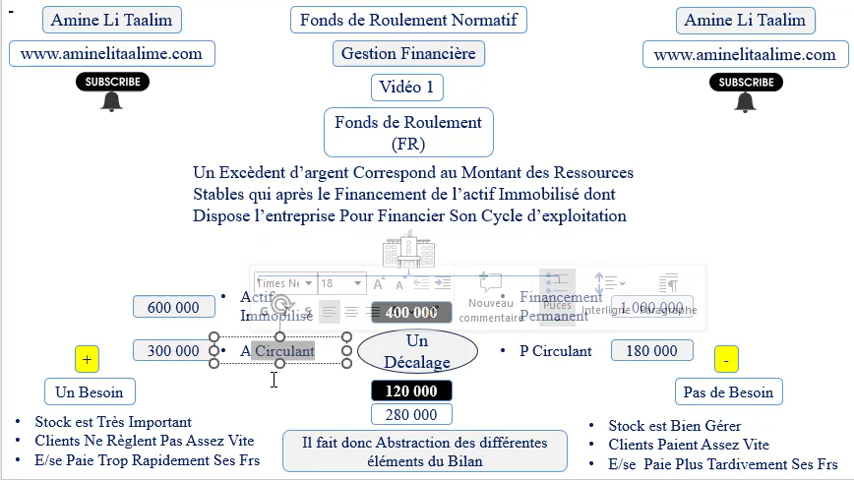 Amine Li Taalim
Fonds de Roulement Normatif
Amine Li Taalim
www.aminelitaalime.com
Gestion Financière
www.aminelitaalime.com
SUBSCRIBE
Vidéo 1
SUBSCRIBE
Fonds de Roulement
(FR)
Un Excèdent d’argent Correspond au Montant des Ressources
Stables qui après le Financement de l’actif Immobilisé dont
Dispose l’entreprise Pour Financier Son Cycle d’exploitation
Times Ne 18
Nouveau
commentaire
Puces
Interligne
Paragraphe
600 000
• Actif
Immobilisé
400 000
• Financement
Permanent
1 000 000
300 000
• A Circulant
Un
Décalage
• P Circulant
180 000
+
-
Un Besoin
120 000
Pas de Besoin
280 000
• Stock est Très Important
• Clients Ne Règlent Pas Assez Vite
• E/se Paie Trop Rapidement Ses Frs
Il fait donc Abstraction des différentes
éléments du Bilan
• Stock est Bien Gérer
• Clients Paient Assez Vite
• E/se Paie Plus Tardivement Ses Frs